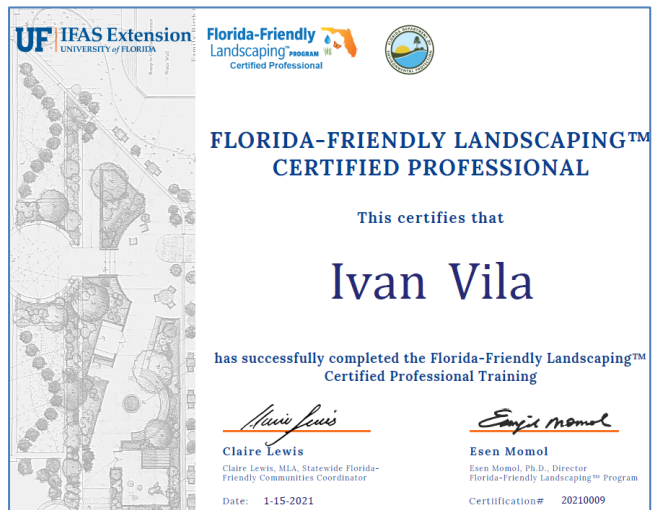 UF IFAS Extension
UNIVERSITY of FLORIDA
Florida-Friendly
Landscaping™ PROGRAM
Certified Professional
FLORIDA-FRIENDLY LANDSCAPING™
CERTIFIED PROFESSIONAL
This certifies that
Ivan Vila
has successfully completed the Florida-Friendly Landscaping™
Certified Professional Training
Claire Lewis
Claire Lewis
Claire Lewis, MLA, Statewide Florida-
Friendly Communities Coordinator
Date: 1-15-2021
Esen Momol
Esen Momol, Ph.D., Director
Florida-Friendly Landscaping™ Program
Certiification# 20210009